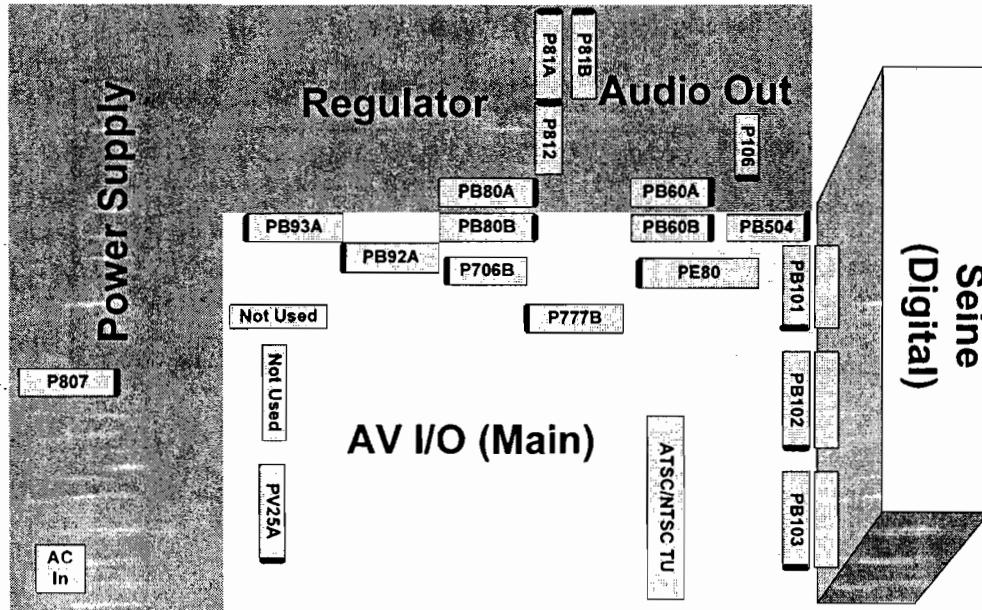 P81A
P81B
Regulator
Audio Out
P812
P106
Power Supply
PB80A
PB60A
PB93A
PB80B
PB60B
PB504
PB92A
P706B
PE80
PB101
Seine
(Digital)
Not Used
P777B
P807
Not Used
PB102
AV I/O (Main)
ATSC/NTSC TU
PV25A
PB103
AC
In